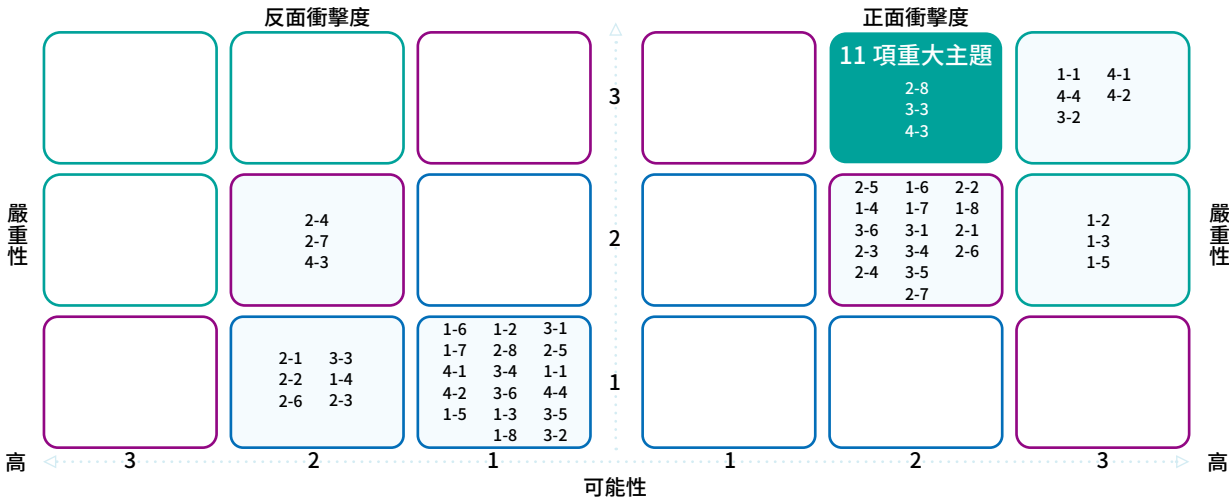 反面衝擊度
正面衝擊度
11 項重大主題
2-8
3-3
4-3
1-1 4-1
4-4 4-2
3-2
3
嚴重性
2-4
2-7
4-3
2
2-5 1-6 2-2
1-4 1-7 1-8
3-6 3-1 2-1
2-3 3-4 2-6
2-4 3-5
2-7
1-2
1-3
1-5
嚴重性
2-1 3-3
2-2 1-4
2-6 2-3
1-6 1-2 3-1
1-7 2-8 2-5
4-1 3-4 1-1
4-2 3-6 4-4
1-5 1-3 3-5
1-8 3-2
1
高 3 2 1 1 2 3 高
可能性